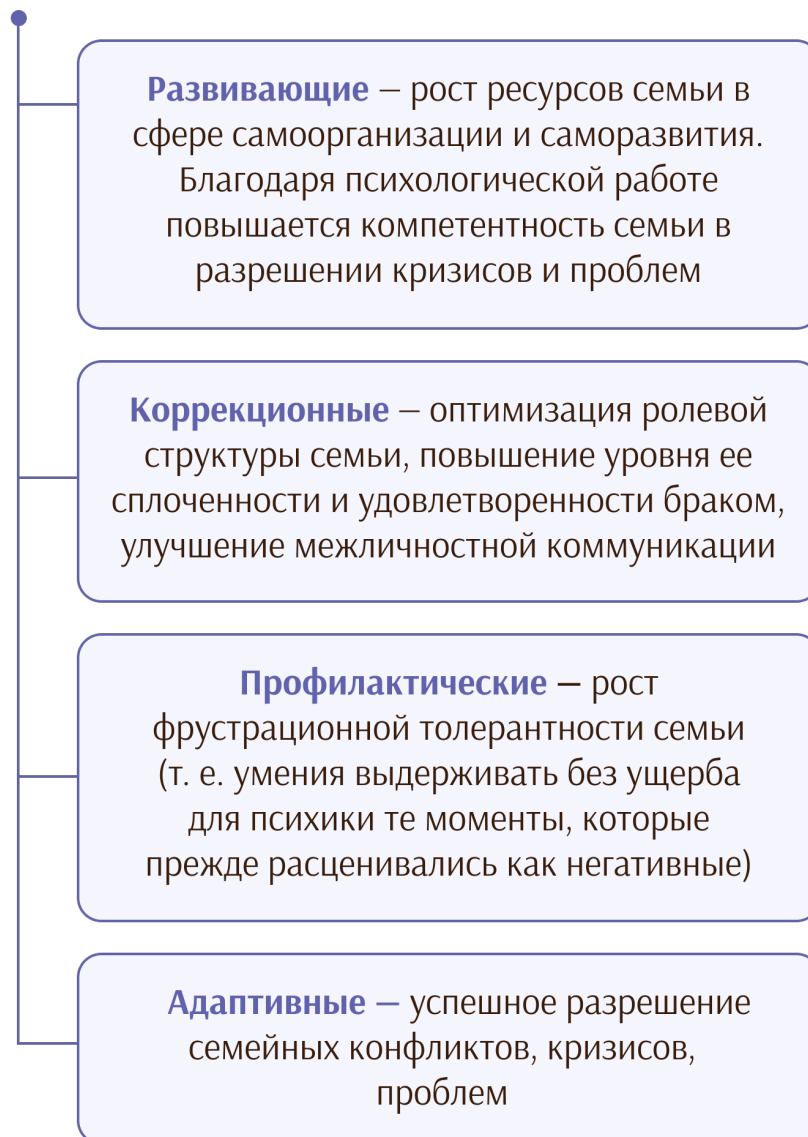 Развивающие – рост ресурсов семьи в
сфере самоорганизации и саморазвития.
Благодаря психологической работе
повышается компетентность семьи в
разрешении кризисов и проблем
Коррекционные – оптимизация ролевой
структуры семьи, повышение уровня ее
сплоченности и удовлетворенности браком,
улучшение межличностной коммуникации
Профилактические – рост
фрустрационной толерантности семьи
(т. е. умения выдерживать без ущерба
для психики те моменты, которые
прежде расценивались как негативные)
Адаптивные – успешное разрешение
семейных конфликтов, кризисов,
проблем